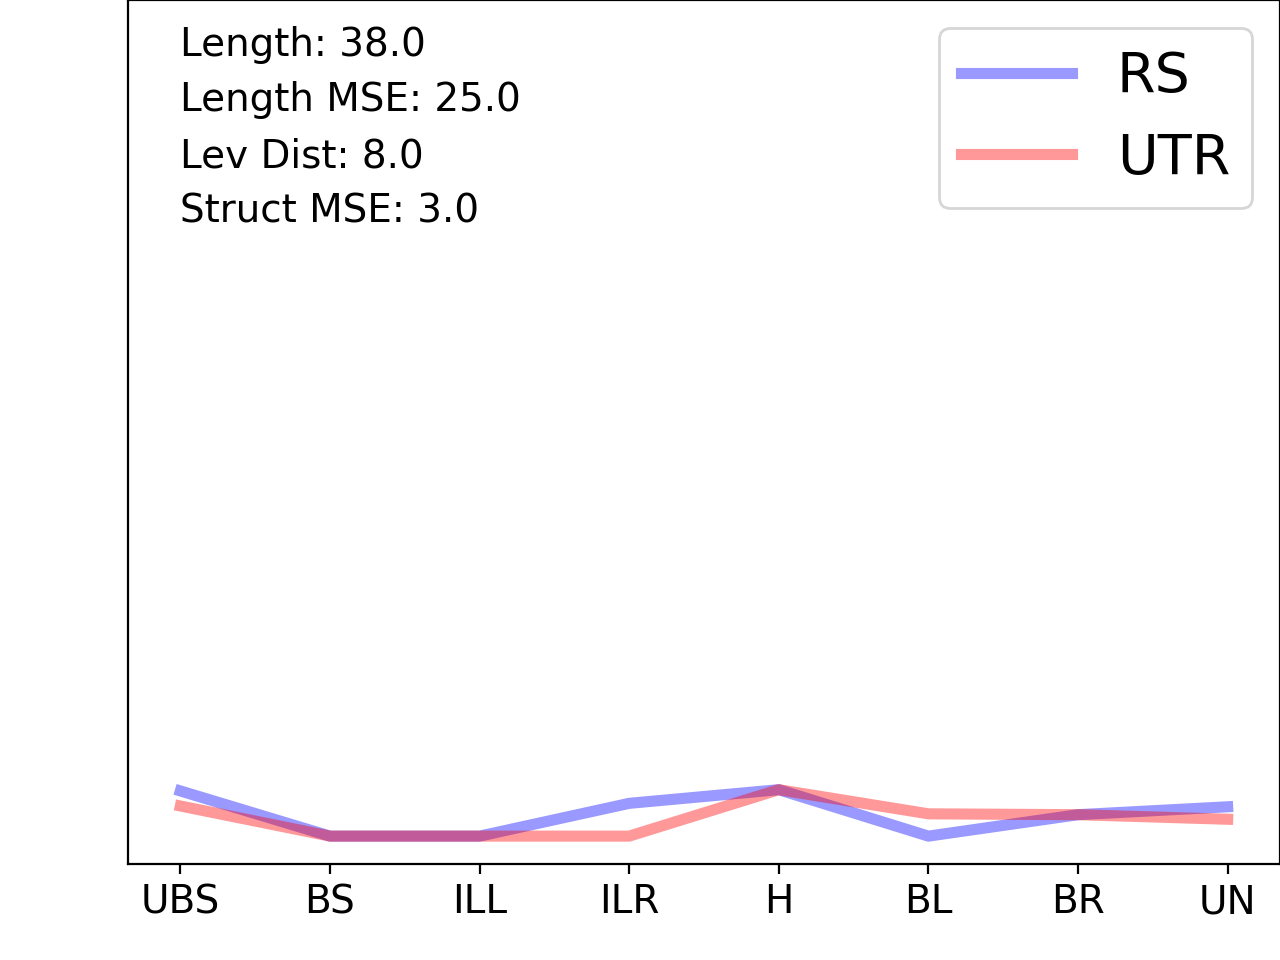 Length: 38.0
Length MSE: 25.0
Lev Dist: 8.0
Struct MSE: 3.0
RS
UTR
UBS BS ILL ILR H BL BR UN